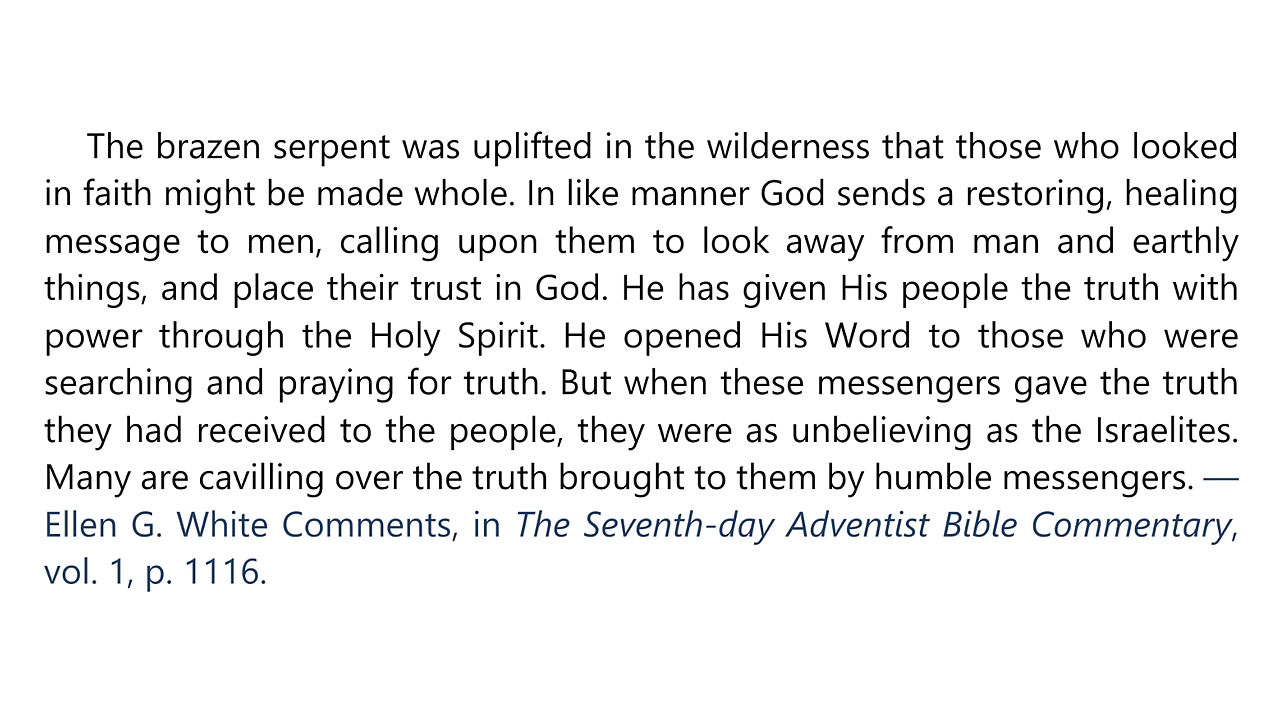 The brazen serpent was uplifted in the wilderness that those who looked
in faith might be made whole. In like manner God sends a restoring, healing
message to men, calling upon them to look away from man and earthly
things, and place their trust in God. He has given His people the truth with
power through the Holy Spirit. He opened His Word to those who were
searching and praying for truth. But when these messengers gave the truth
they had received to the people, they were as unbelieving as the Israelites.
Many are cavilling over the truth brought to them by humble messengers. —
Ellen G. White Comments, in The Seventh-day Adventist Bible Commentary,
vol. 1, p. 1116.